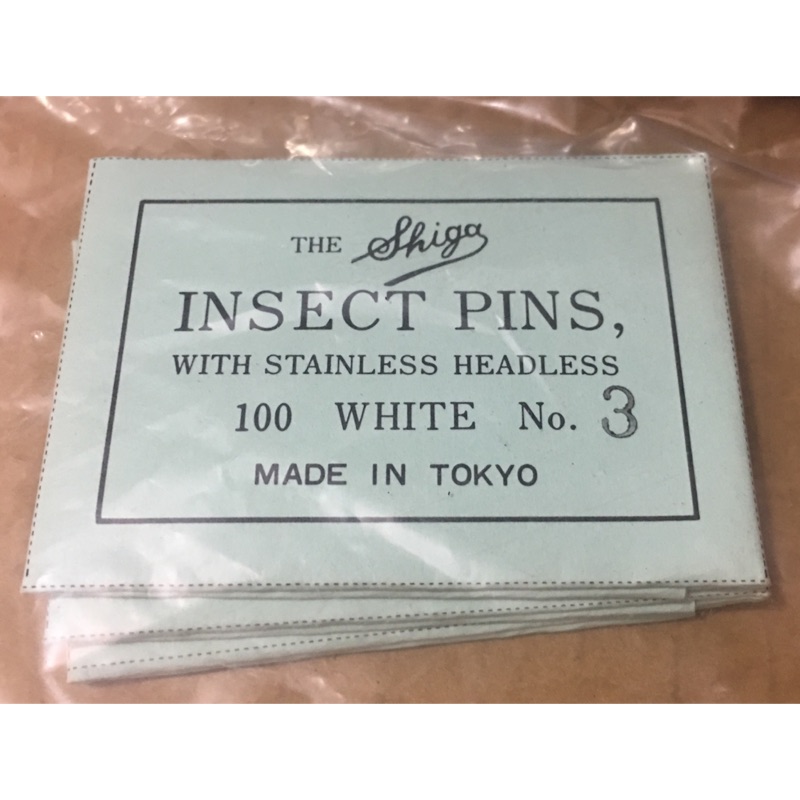 THE Shiga
INSECT PINS,
WITH STAINLESS HEADLESS
100 WHITE No. 3
MADE IN TOKYO